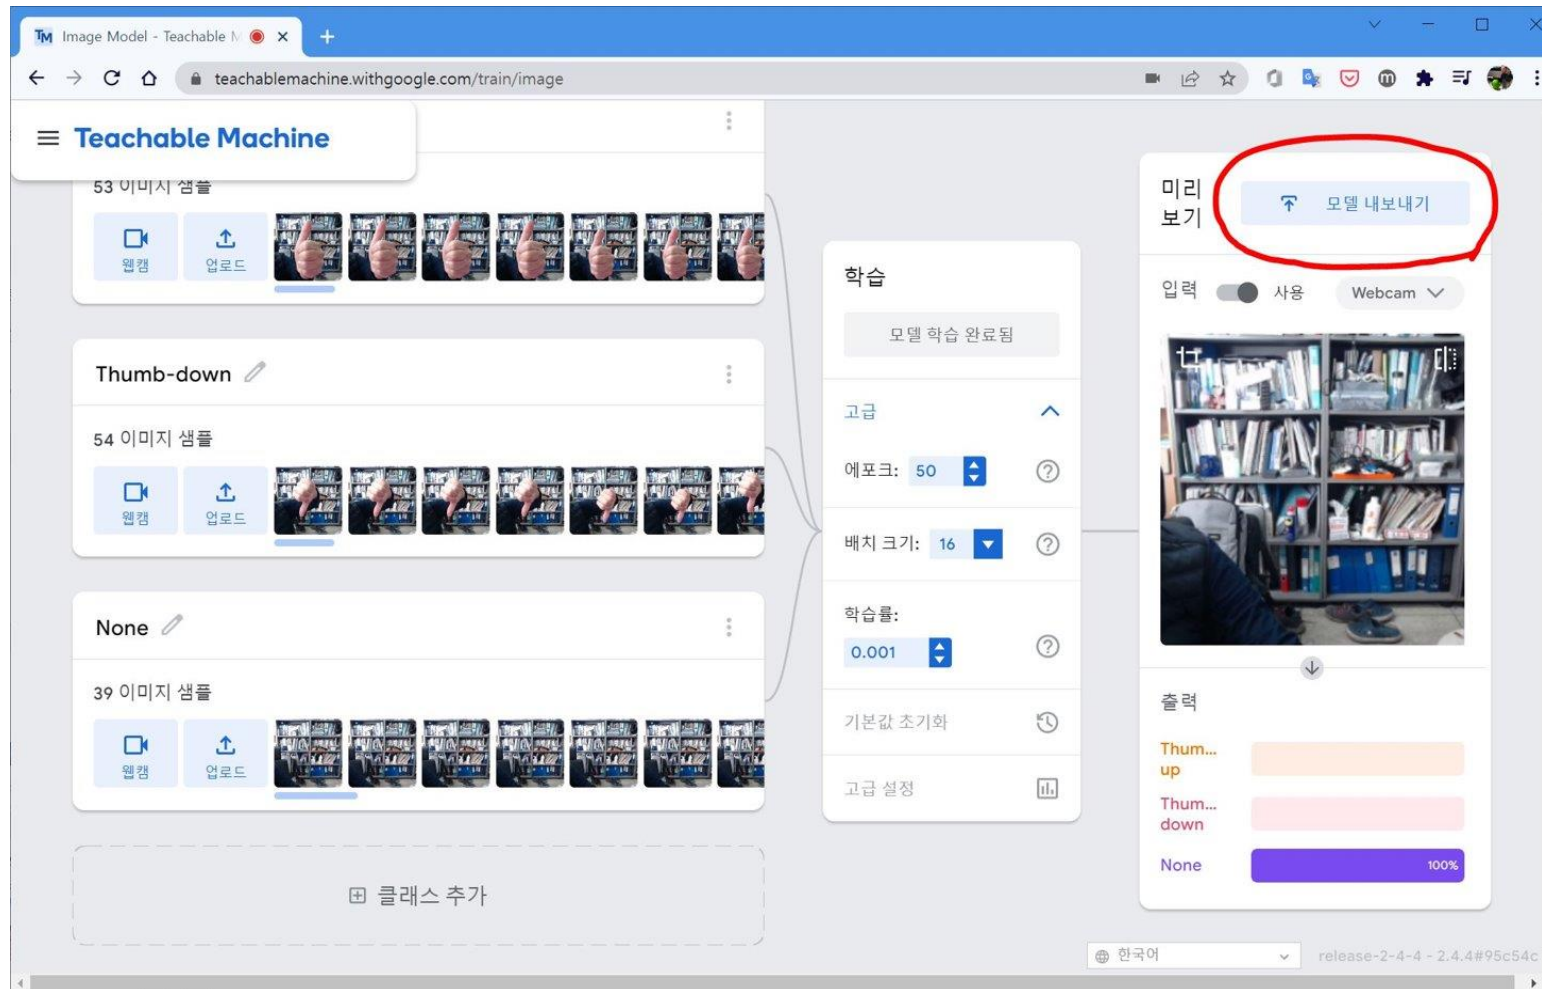 TM Image Model - Teachable M
teachablemachine.withgoogle.com/train/image
Teachable Machine
53 이미지 샘플
웹캠
업로드
Thumb-down
54 이미지 샘플
웹캠
업로드
None
39 이미지 샘플
웹캠
업로드
클래스 추가
학습
모델 학습 완료됨
고급
에포크: 50
배치 크기: 16
학습률:
0.001
기본값 초기화
고급 설정
미리
보기
모델 내보내기
입력 사용 Webcam
출력
Thum...
up
Thum...
down
None 100%
한국어 release-2-4-4 - 2.4.4#95c54c